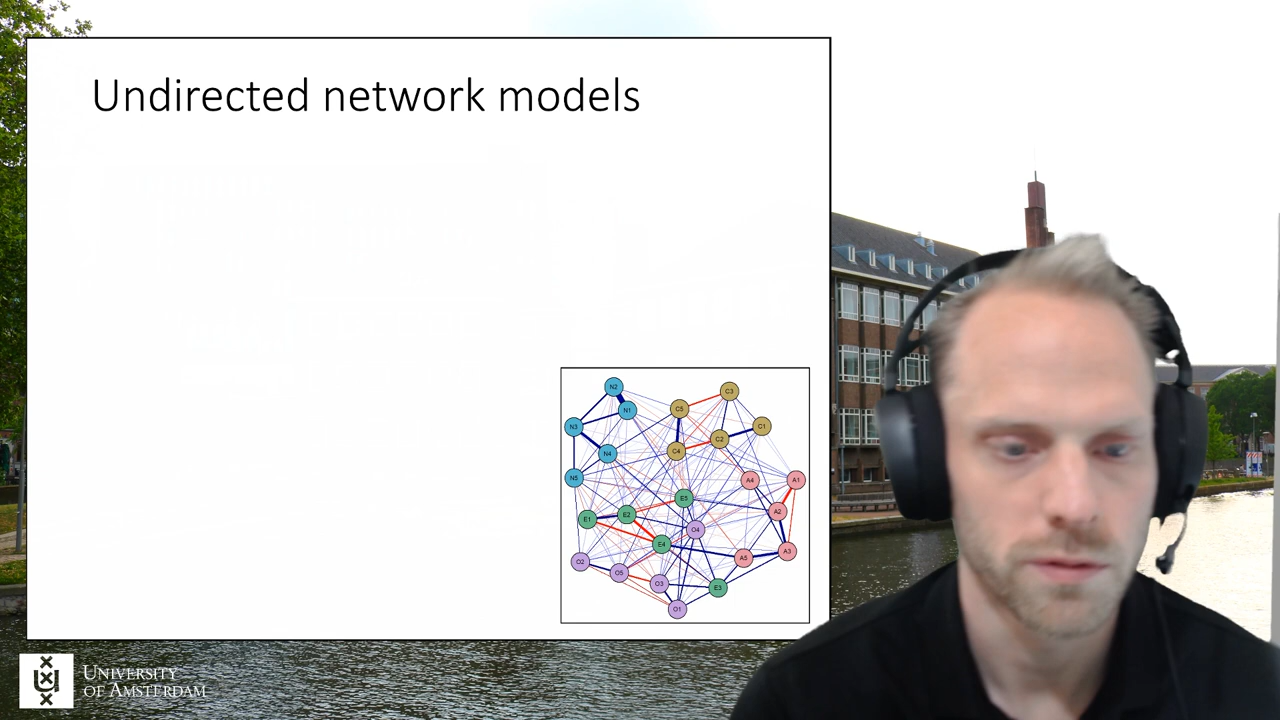 Undirected network models
N2
C3
N1
C5
N3
C1
C2
N4
C4
N5
A4
A1
E5
A2
E1
E2
O4
E4
A3
A5
O2
O5
O3
E3
O1
UNIVERSITY
OF AMSTERDAM